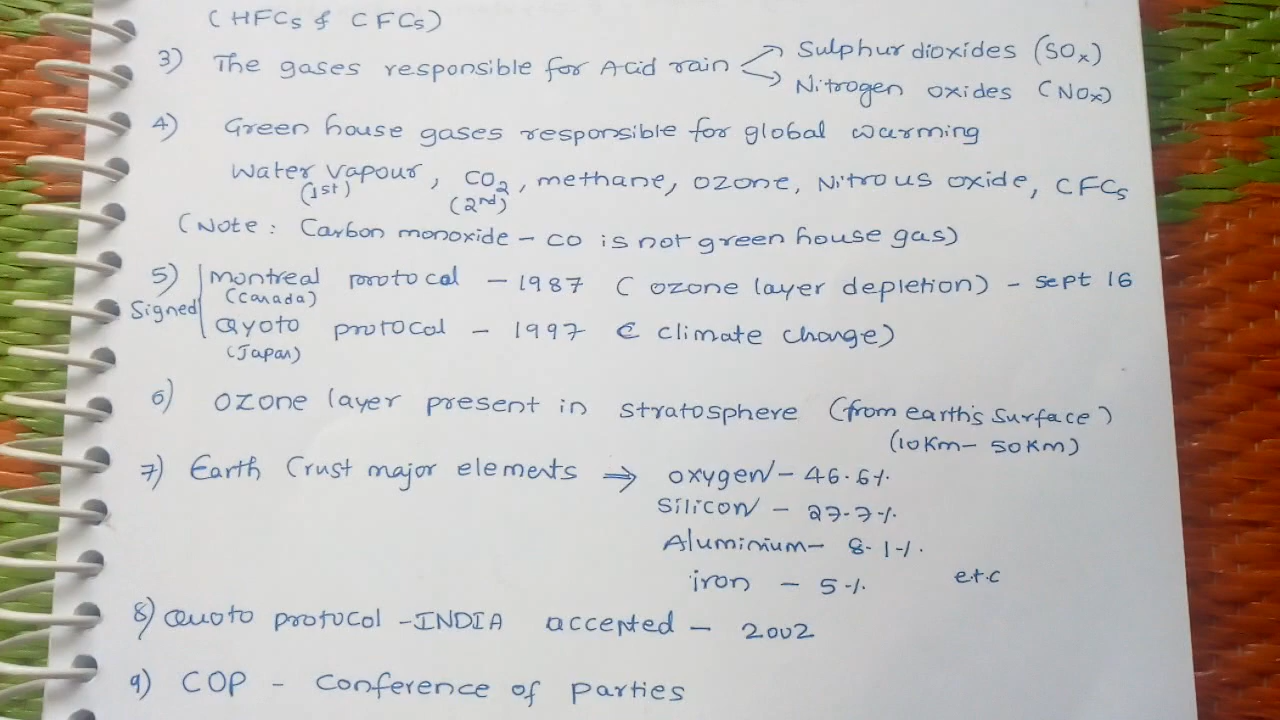 (HFCs & CFCs)
3) The gases responsible for Acid rain → Sulphur dioxides (SOx)
→ Nitrogen oxides (NOx)
4) Green house gases responsible for global warming
Water vapour, CO2, methane, ozone, Nitrous oxide, CFCs
(1st) (2nd)
(Note: Carbon monoxide - CO is not green house gas)
5) Montreal protocal - 1987 (ozone layer depletion) - Sept 16
(Canada)
Signed
Qyoto protocal - 1997 (climate change)
(Japan)
6) Ozone layer present in stratosphere (from earth's surface)
(10Km - 50Km)
7) Earth Crust major elements ⇒ oxygen - 46.6%
Silicon - 27.7%
Aluminium - 8.1%.
iron - 5%. etc
8) Quoto protocol - INDIA accepted - 2002
9) COP - Conference of parties